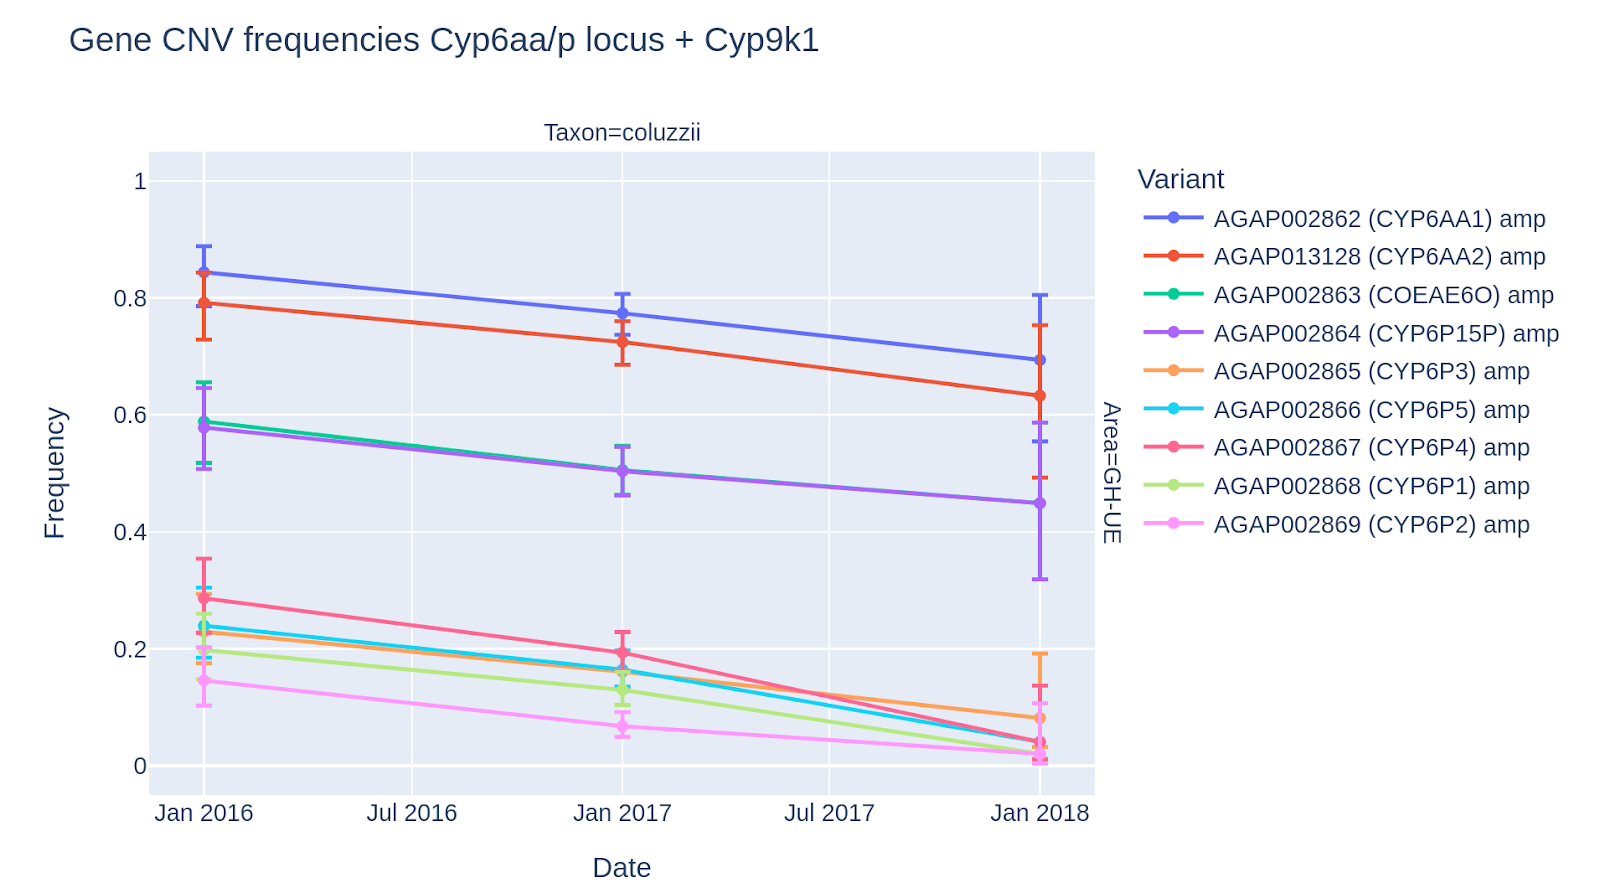 Gene CNV frequencies Cyp6aa/p locus + Cyp9k1
Taxon=coluzzii
1
0.8
0.6
0.4
0.2
0
Frequency
Jan 2016
Jul 2016
Jan 2017
Jul 2017
Jan 2018
Date
Area=GH-UE
Variant
AGAP002862 (CYP6AA1) amp
AGAP013128 (CYP6AA2) amp
AGAP002863 (COEAE6O) amp
AGAP002864 (CYP6P15P) amp
AGAP002865 (CYP6P3) amp
AGAP002866 (CYP6P5) amp
AGAP002867 (CYP6P4) amp
AGAP002868 (CYP6P1) amp
AGAP002869 (CYP6P2) amp